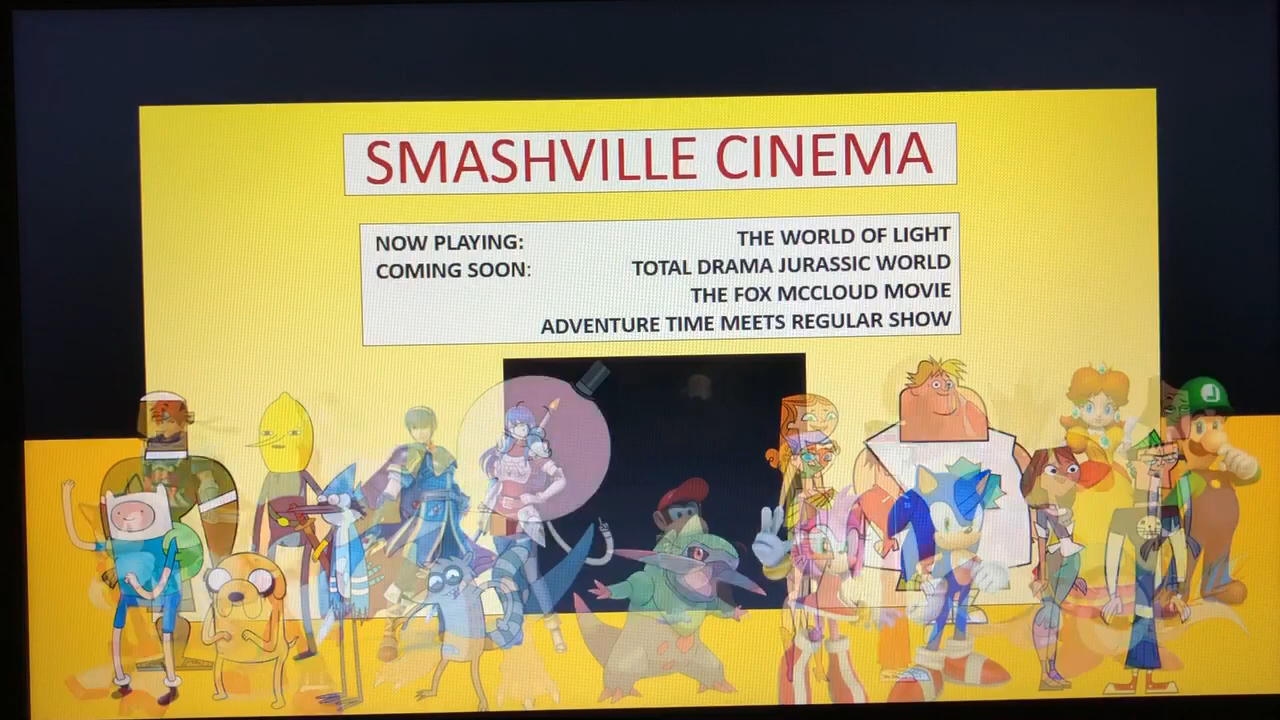 SMASHVILLE CINEMA
NOW PLAYING: THE WORLD OF LIGHT
COMING SOON: TOTAL DRAMA JURASSIC WORLD
THE FOX MCCLOUD MOVIE
ADVENTURE TIME MEETS REGULAR SHOW